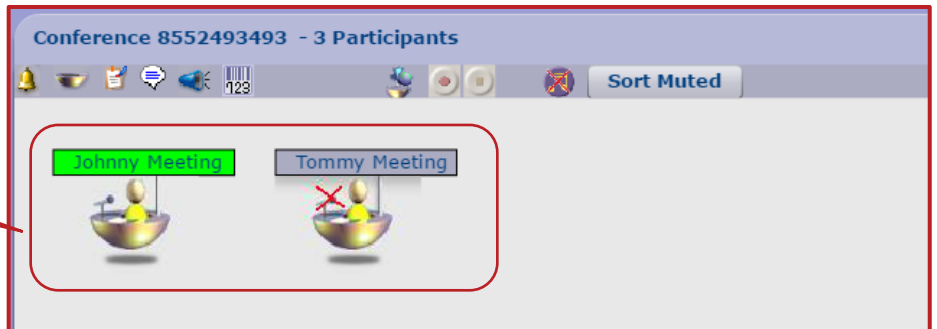 Conference 8552493493 - 3 Participants
123 Sort Muted
Johnny Meeting Tommy Meeting